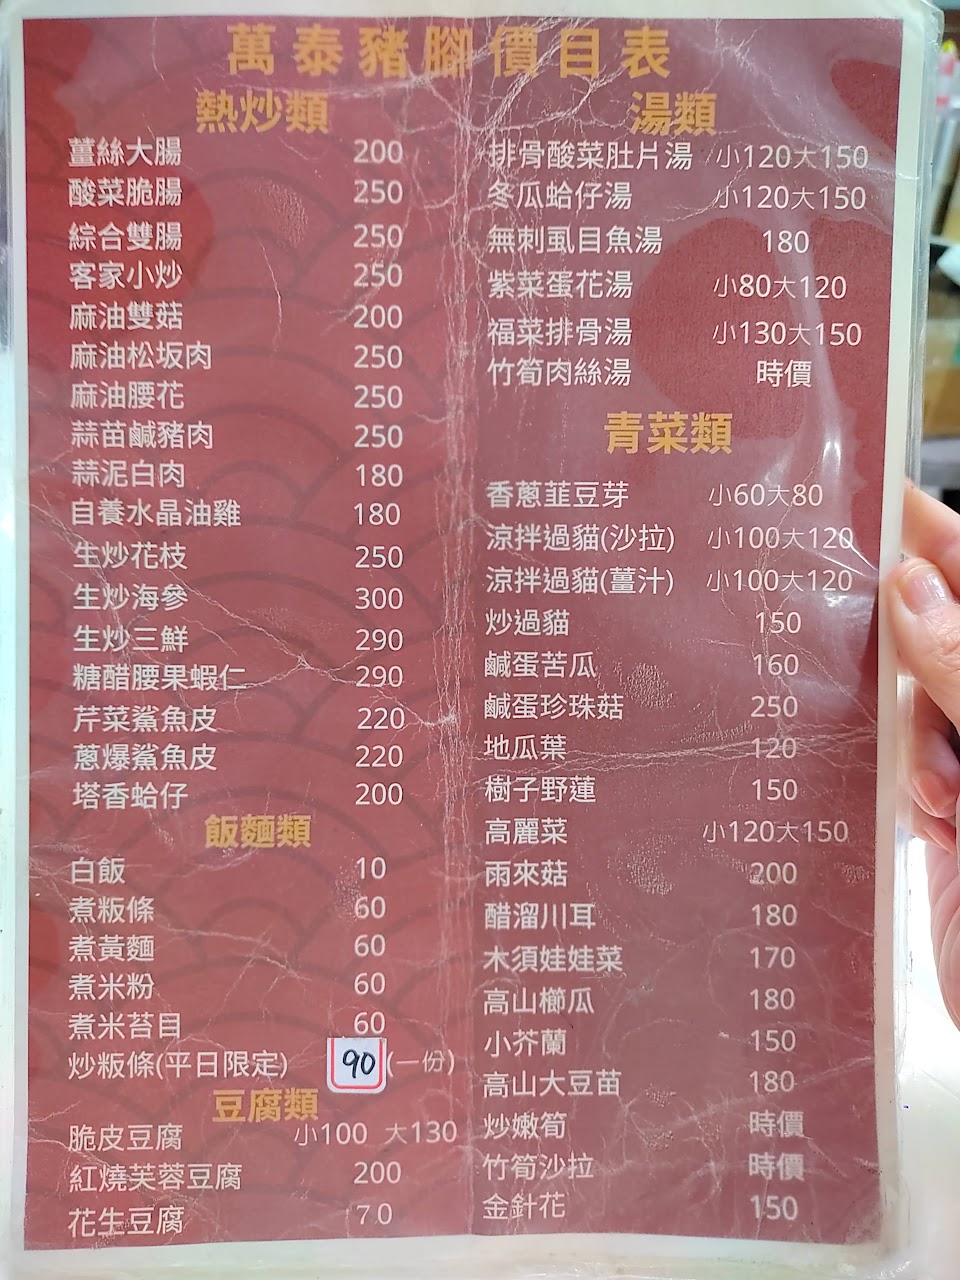 萬泰豬腳價目表
熱炒類
薑絲大腸 200
酸菜脆腸 250
綜合雙腸 250
客家小炒 250
麻油雙菇 200
麻油松坂肉 250
麻油腰花 250
蒜苗鹹豬肉 250
蒜泥白肉 180
自養水晶油雞 180
生炒花枝 250
生炒海參 300
生炒三鮮 290
糖醋腰果蝦仁 290
芹菜鯊魚皮 220
蔥爆鯊魚皮 220
塔香蛤仔 200
飯麵類
白飯 10
煮粄條 60
煮黃麵 60
煮米粉 60
煮米苔目 60
炒粄條(平日限定) 90 (一份)
豆腐類
脆皮豆腐 小100 大130
紅燒芙蓉豆腐 200
花生豆腐 70
湯類
排骨酸菜肚片湯 小120大150
冬瓜蛤仔湯 小120大150
無刺虱目魚湯 180
紫菜蛋花湯 小80大120
福菜排骨湯 小130大150
竹筍肉絲湯 時價
青菜類
香蔥韮豆芽 小60大80
涼拌過貓(沙拉) 小100大120
涼拌過貓(薑汁) 小100大120
炒過貓 150
鹹蛋苦瓜 160
鹹蛋珍珠菇 250
地瓜葉 120
樹子野蓮 150
高麗菜 小120大150
雨來菇 200
醋溜川耳 180
木須娃娃菜 170
高山櫛瓜 180
小芥蘭 150
高山大豆苗 180
炒嫩筍 時價
竹筍沙拉 時價
金針花 150